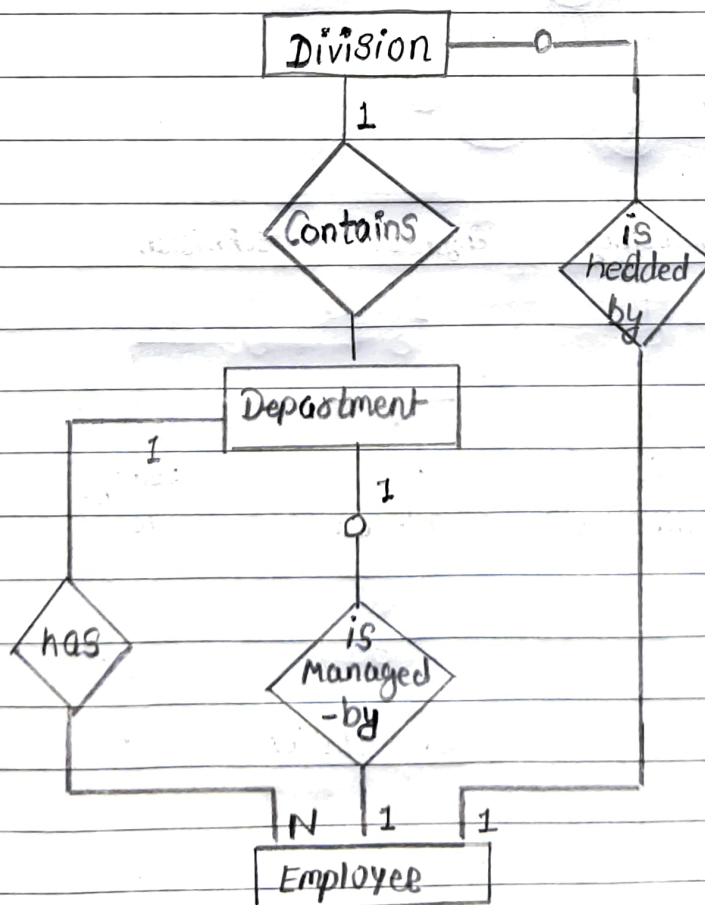 Division
1
Contains
is
hedded
by
Department
1
1
has
is
Managed
-by
N
1
1
Employee